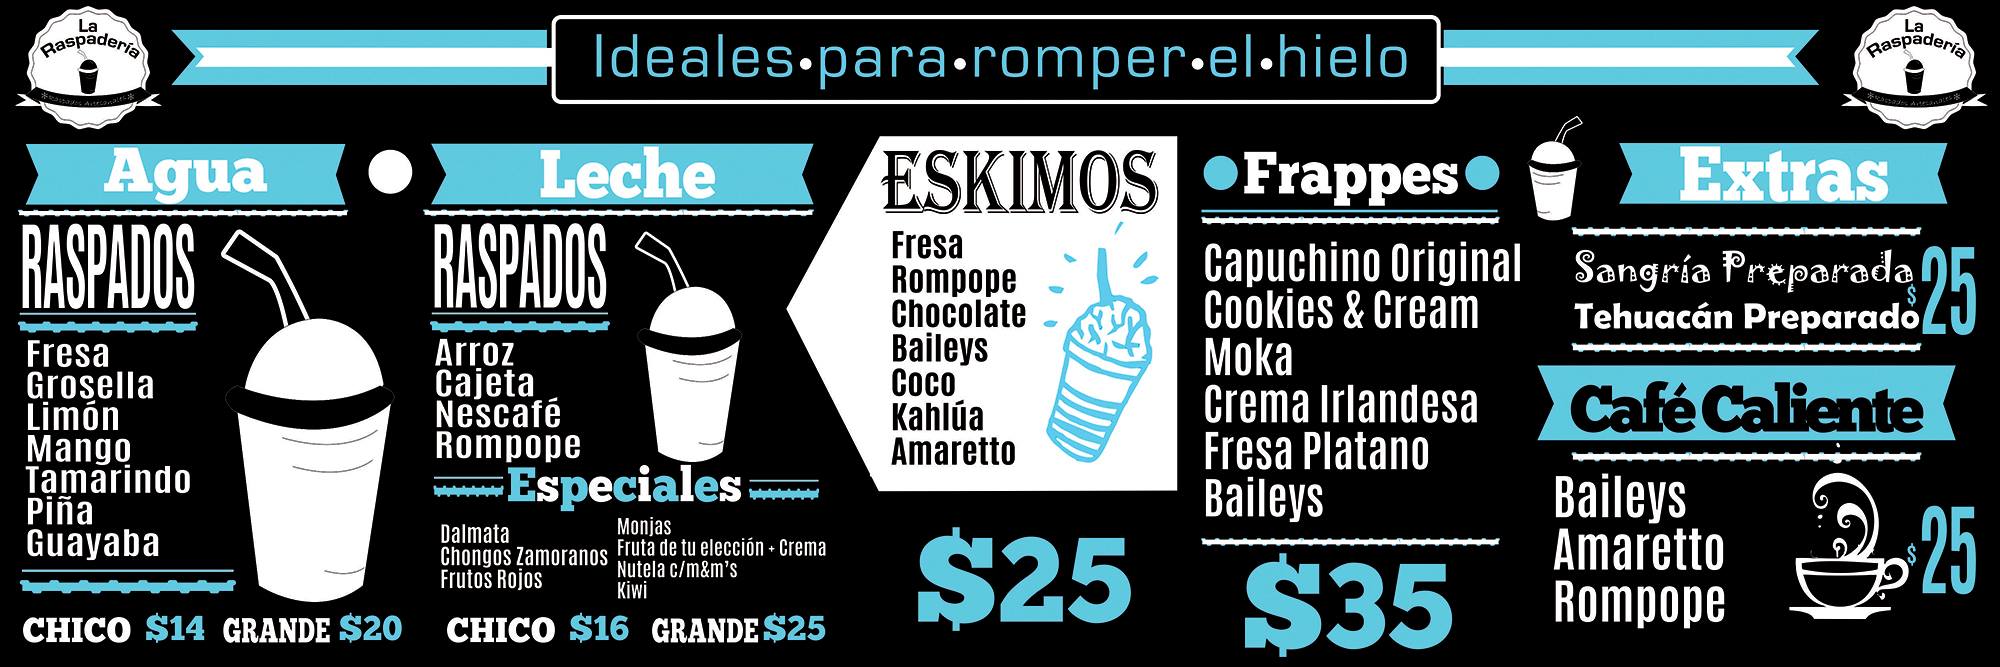 La
Raspadería
Raspados Artesanales
Ideales•para•romper•el•hielo
La
Raspadería
Raspados Artesanales
Agua
RASPADOS
Fresa
Grosella
Limón
Mango
Tamarindo
Piña
Guayaba
CHICO $14 GRANDE $20
Leche
RASPADOS
Arroz
Cajeta
Nescafé
Rompope
Especiales
Dalmata
Chongos Zamoranos
Frutos Rojos
Monjas
Fruta de tu elección + Crema
Nutela c/m&m's
Kiwi
CHICO $16 GRANDE $25
ESKIMOS
Fresa
Rompope
Chocolate
Baileys
Coco
Kahlúa
Amaretto
$25
Frappes
Capuchino Original
Cookies & Cream
Moka
Crema Irlandesa
Fresa Platano
Baileys
$35
Extras
Sangría Preparada
Tehuacán Preparado
$25
Café Caliente
Baileys
Amaretto
Rompope
$25